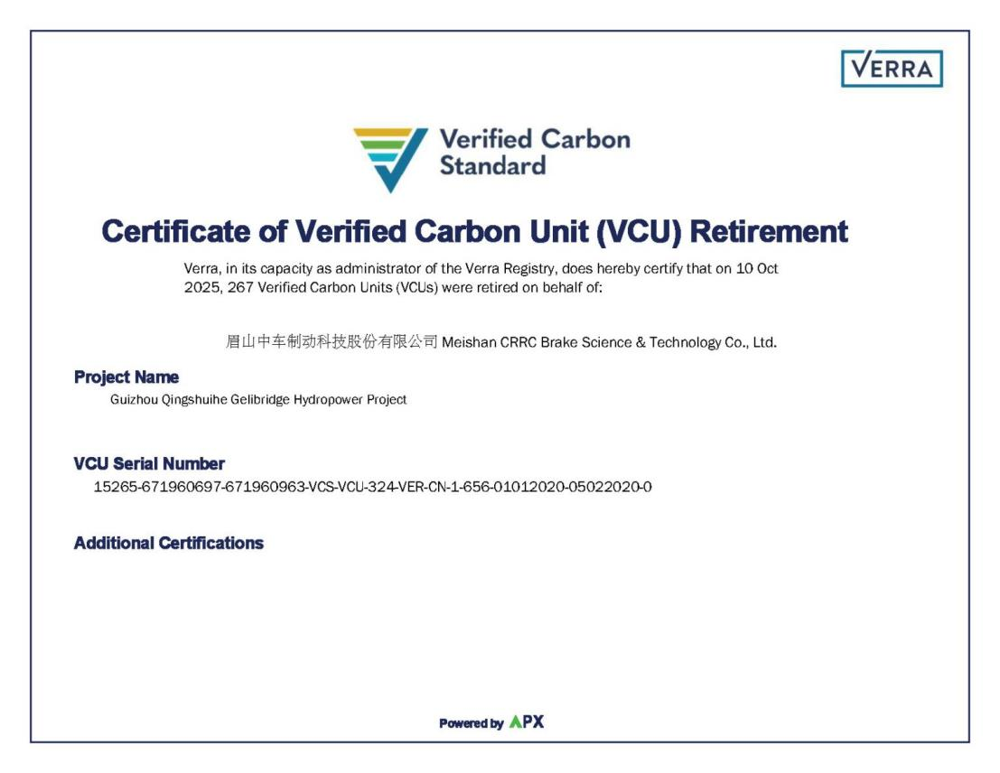 VERRA
Verified Carbon
Standard
Certificate of Verified Carbon Unit (VCU) Retirement
Verra, in its capacity as administrator of the Verra Registry, does hereby certify that on 10 Oct
2025, 267 Verified Carbon Units (VCUs) were retired on behalf of:
眉山中车制动科技股份有限公司 Meishan CRRC Brake Science & Technology Co., Ltd.
Project Name
Guizhou Qingshuihe Gelibridge Hydropower Project
VCU Serial Number
15265-671960697-671960963-VCS-VCU-324-VER-CN-1-656-01012020-05022020-0
Additional Certifications
Powered by APX